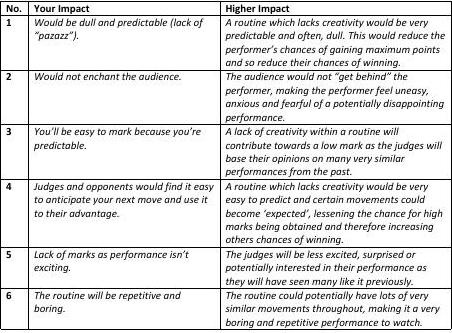 No. Your Impact Higher Impact
1 Would be dull and predictable (lack of
“pazazz”).
A routine which lacks creativity would be very
predictable and often, dull. This would reduce the
performer’s chances of gaining maximum points
and so reduce their chances of winning.
2 Would not enchant the audience.
The audience would not “get behind” the
performer, making the performer feel uneasy,
anxious and fearful of a potentially disappointing
performance.
3 You’ll be easy to mark because you’re
predictable.
A lack of creativity within a routine will
contribute towards a low mark as the judges will
base their opinions on many very similar
performances from the past.
4 Judges and opponents would find it easy
to anticipate your next move and use it
to their advantage.
A routine which lacks creativity would be very
easy to predict and certain movements could
become ‘expected’, lessening the chance for high
marks being obtained and therefore increasing
others chances of winning.
5 Lack of marks as performance isn’t
exciting.
The judges will be less excited, surprised or
potentially interested in their performance as
they will have seen many like it previously.
6 The routine will be repetitive and
boring.
The routine could potentially have lots of very
similar movements throughout, making it a very
boring and repetitive performance to watch.